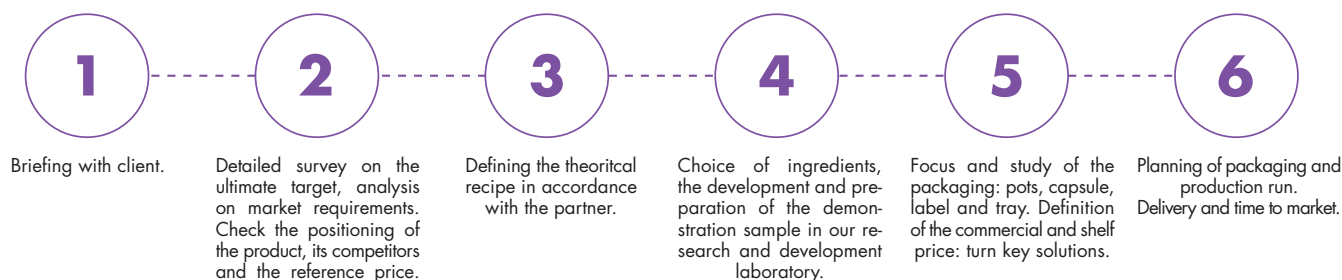 1
Briefing with client.
2
Detailed survey on the
ultimate target, analysis
on market requirements.
Check the positioning of
the product, its competitors
and the reference price.
3
Defining the theoritcal
recipe in accordance
with the partner.
4
Choice of ingredients,
the development and pre-
paration of the demon-
stration sample in our re-
search and development
laboratory.
5
Focus and study of the
packaging: pots, capsule,
label and tray. Definition
of the commercial and shelf
price: turn key solutions.
6
Planning of packaging and
production run.
Delivery and time to market.